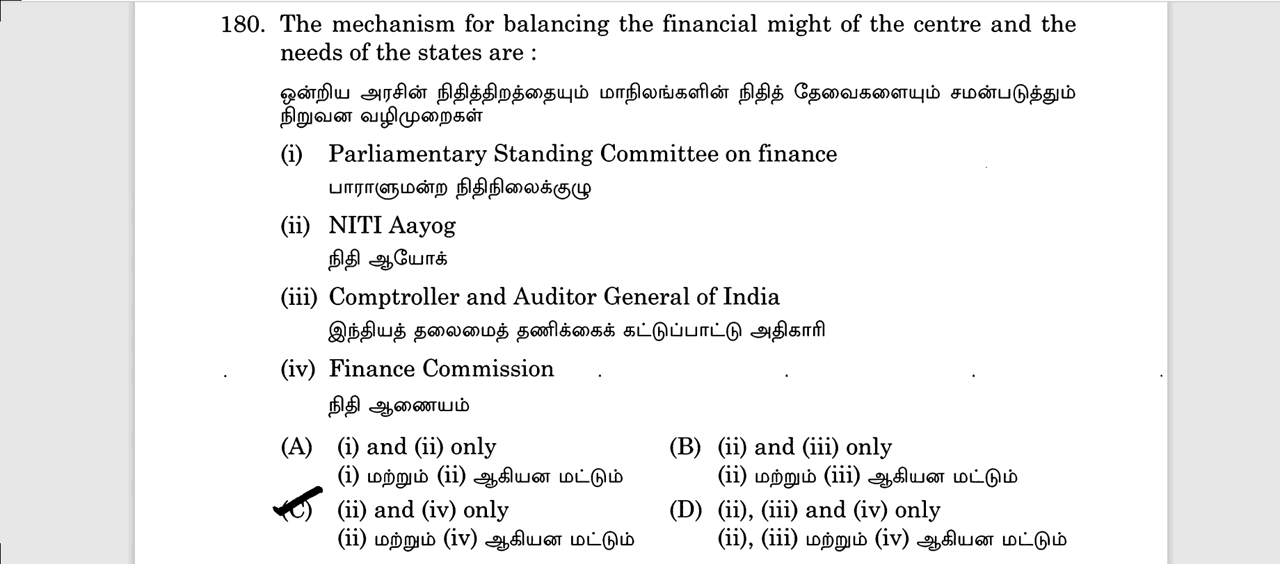 180. The mechanism for balancing the financial might of the centre and the
needs of the states are :
ஒன்றிய அரசின் நிதித்திறத்தையும் மாநிலங்களின் நிதித் தேவைகளையும் சமன்படுத்தும்
நிறுவன வழிமுறைகள்
(i) Parliamentary Standing Committee on finance
பாராளுமன்ற நிதிநிலைக்குழு
(ii) NITI Aayog
நிதி ஆயோக்
(iii) Comptroller and Auditor General of India
இந்தியத் தலைமைத் தணிக்கைக் கட்டுப்பாட்டு அதிகாரி
(iv) Finance Commission
நிதி ஆணையம்
(A) (i) and (ii) only (B) (ii) and (iii) only
(i) மற்றும் (ii) ஆகியன மட்டும் (ii) மற்றும் (iii) ஆகியன மட்டும்
(C) (ii) and (iv) only (D) (ii), (iii) and (iv) only
(ii) மற்றும் (iv) ஆகியன மட்டும் (ii), (iii) மற்றும் (iv) ஆகியன மட்டும்